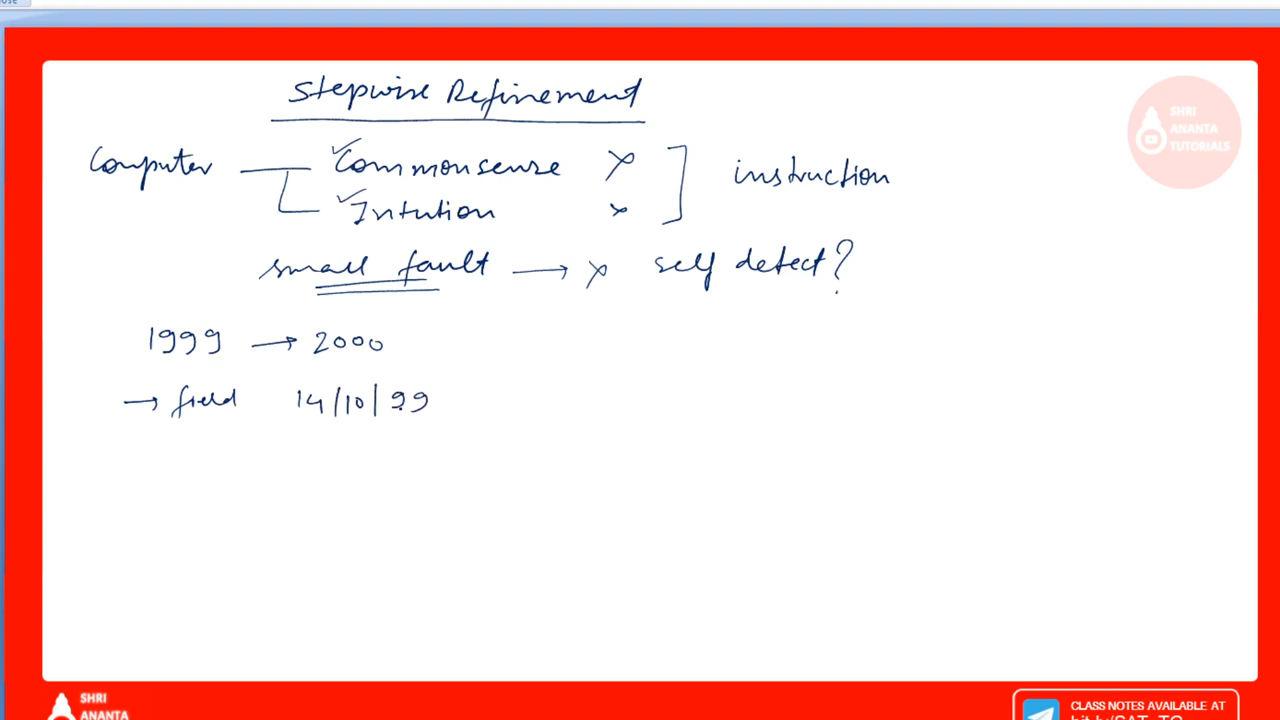 Stepwise Refinement
SHRI
ANANTA
TUTORIALS
Computer — ✓Commonsense × ] instruction
✓Intution ×
small fault → × self detect?
1999 → 2000
→ field 14/10/99
SHRI
ANANTA
CLASS NOTES AVAILABLE AT